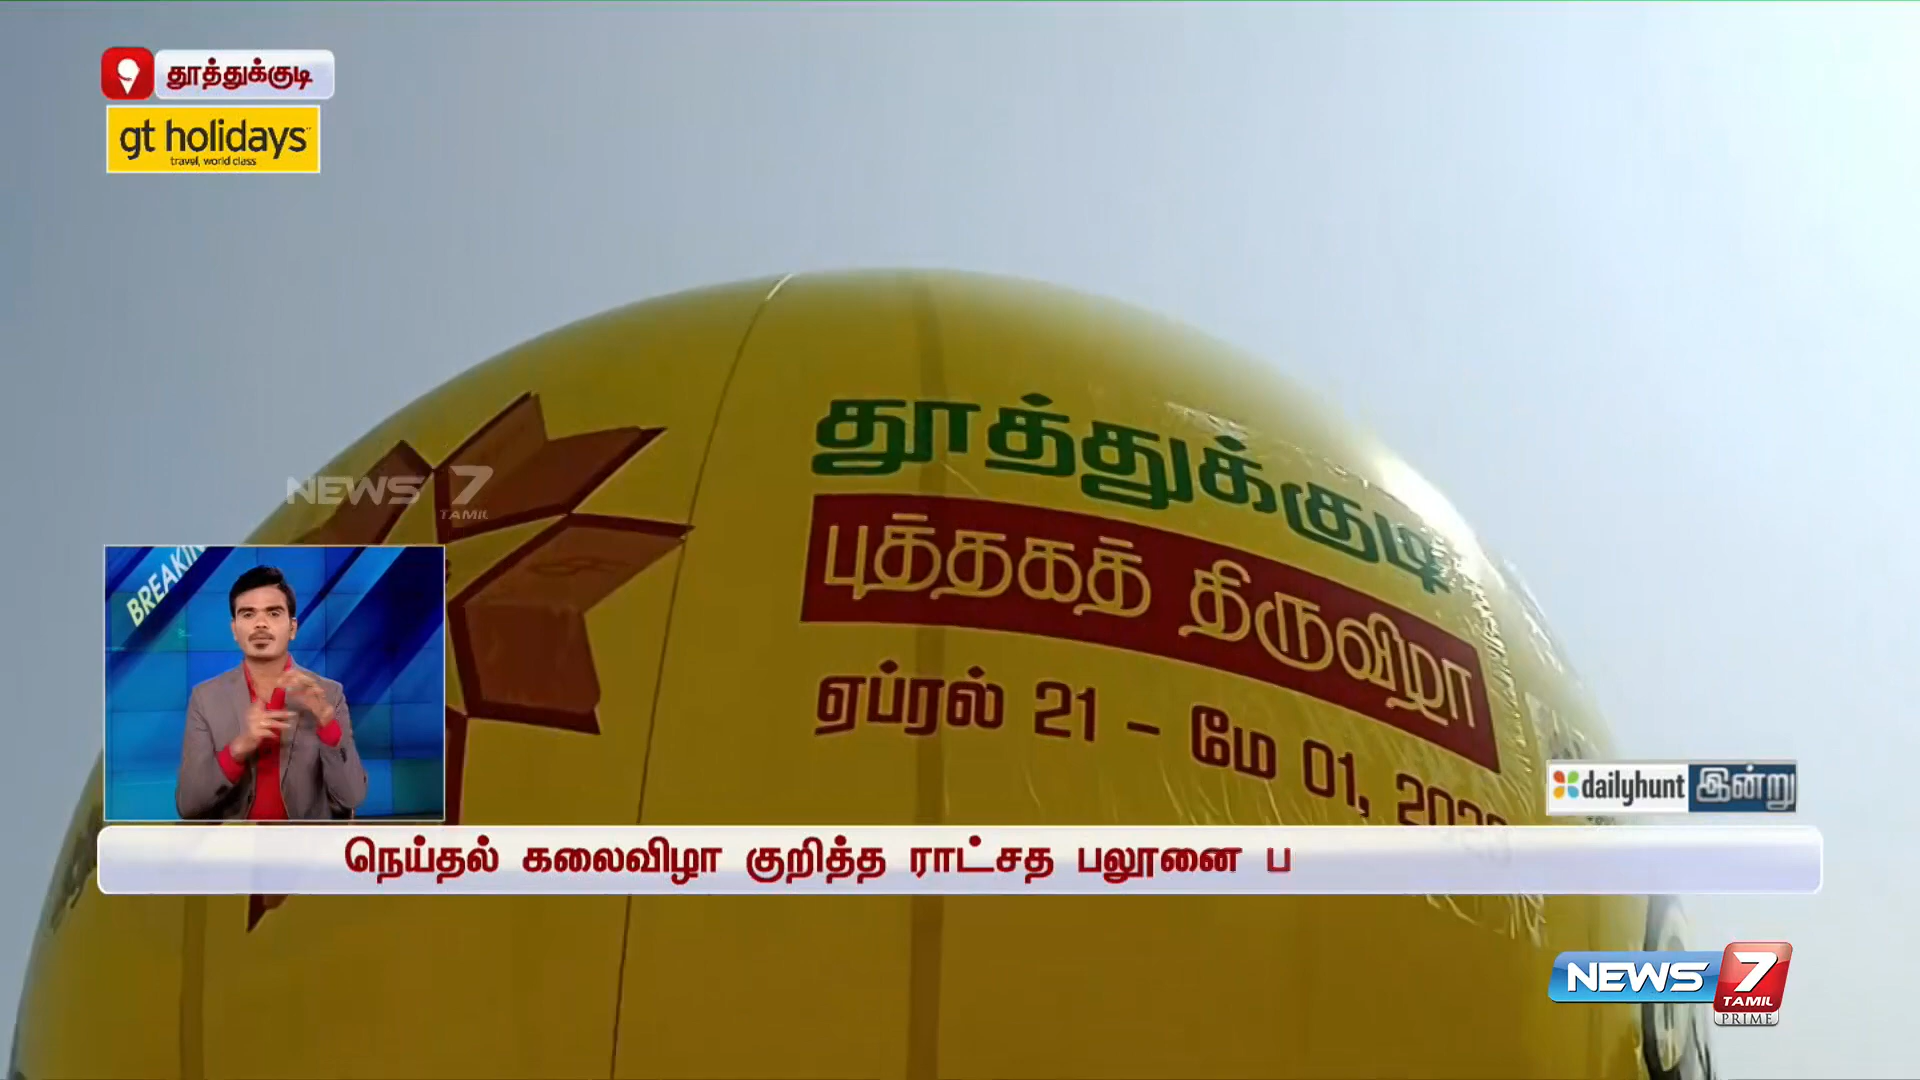 தூத்துக்குடி
gt holidays
travel, world class
NEWS 7
TAMIL
தூத்துக்குடி
புத்தகத் திருவிழா
ஏப்ரல் 21 - மே 01, 2023
dailyhunt இன்று
நெய்தல் கலைவிழா குறித்த ராட்சத பலூனை ப
NEWS 7
TAMIL
PRIME